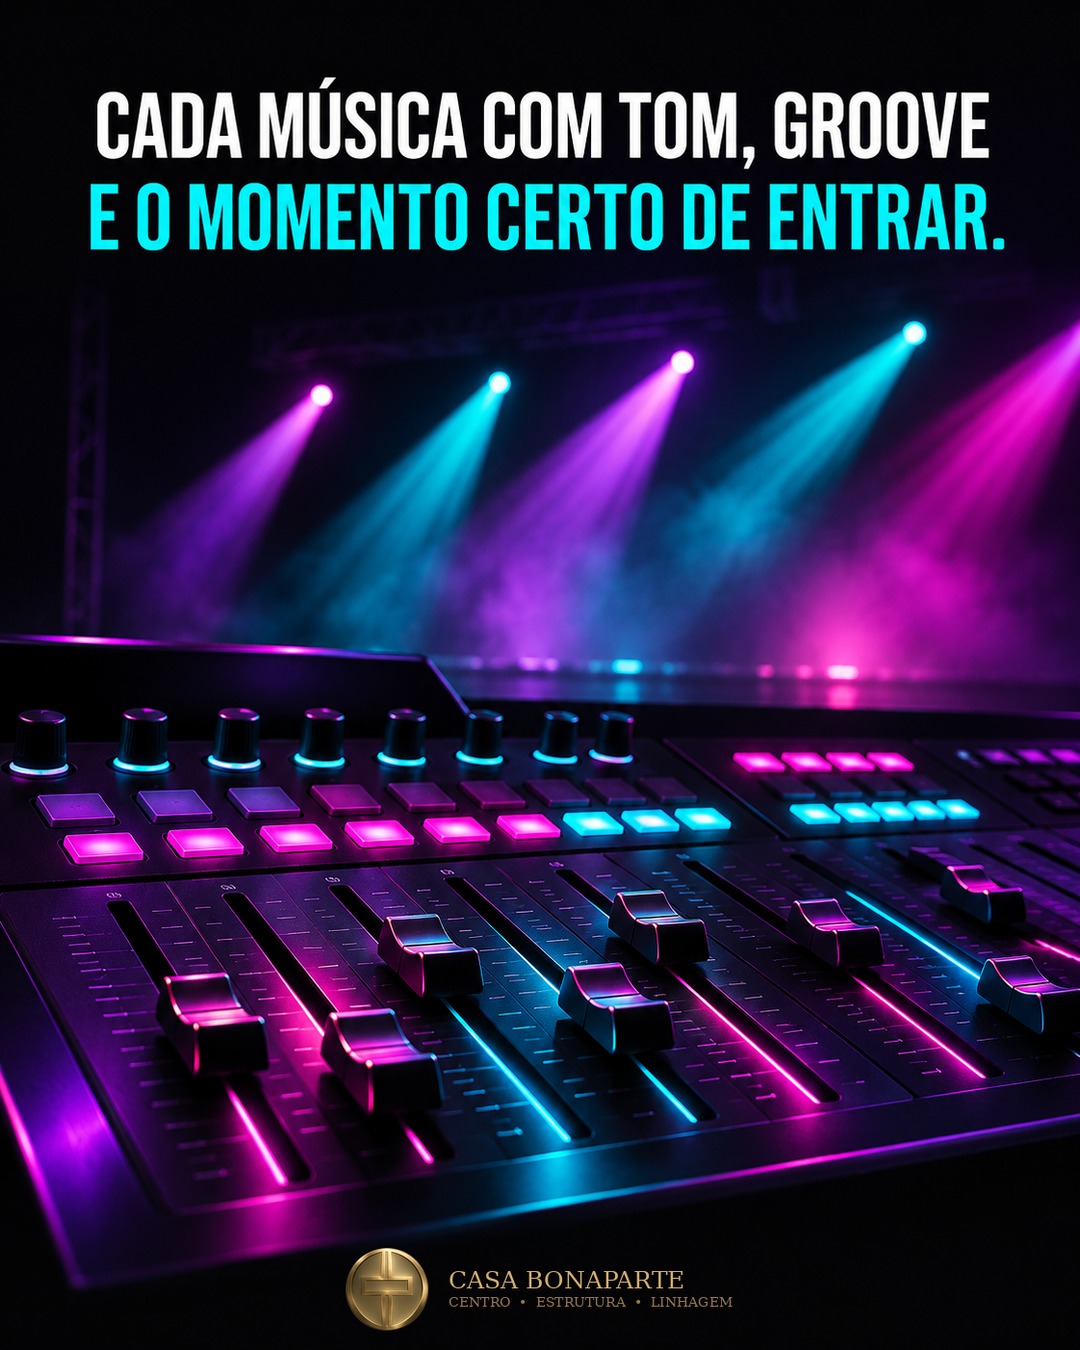 CADA MÚSICA COM TOM, GROOVE
E O MOMENTO CERTO DE ENTRAR.
CASA BONAPARTE
CENTRO • ESTRUTURA • LINHAGEM